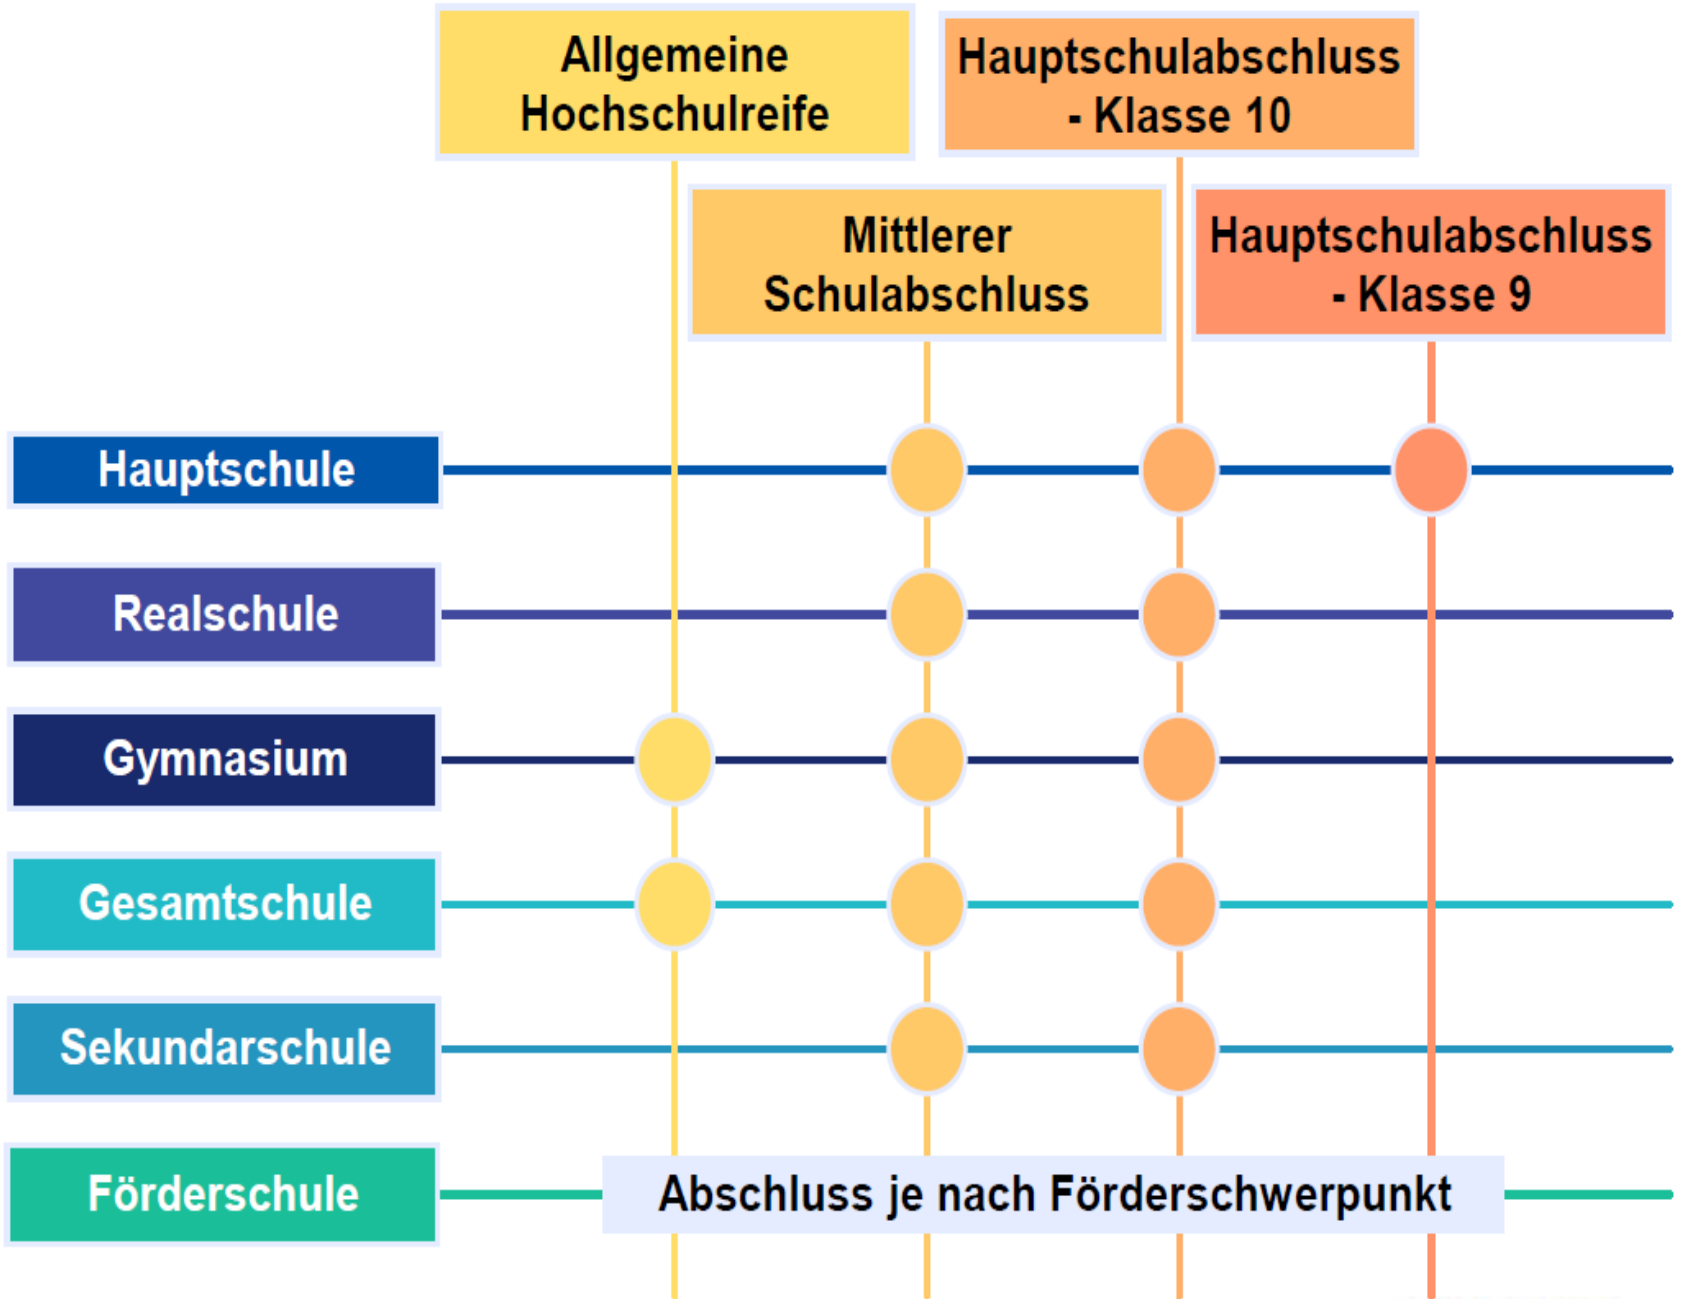 Allgemeine
Hochschulreife
Hauptschulabschluss
- Klasse 10
Mittlerer
Schulabschluss
Hauptschulabschluss
- Klasse 9
Hauptschule
Realschule
Gymnasium
Gesamtschule
Sekundarschule
Förderschule
Abschluss je nach Förderschwerpunkt